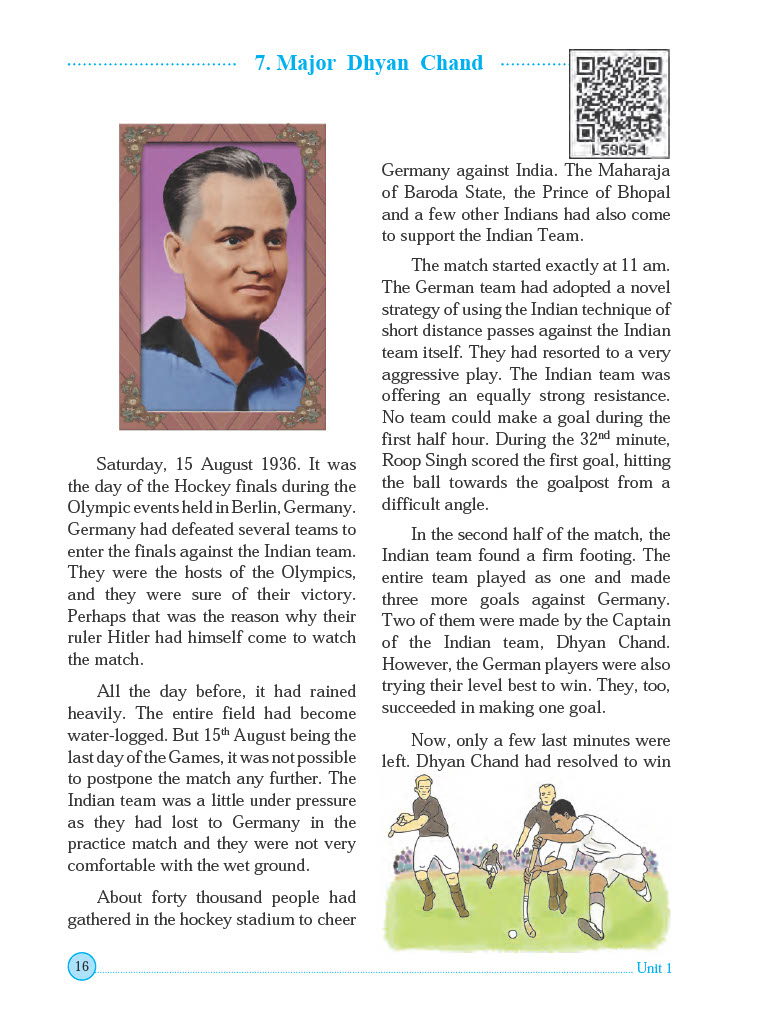 7. Major Dhyan Chand
L59G54
Saturday, 15 August 1936. It was
the day of the Hockey finals during the
Olympic events held in Berlin, Germany.
Germany had defeated several teams to
enter the finals against the Indian team.
They were the hosts of the Olympics,
and they were sure of their victory.
Perhaps that was the reason why their
ruler Hitler had himself come to watch
the match.
All the day before, it had rained
heavily. The entire field had become
water-logged. But 15th August being the
last day of the Games, it was not possible
to postpone the match any further. The
Indian team was a little under pressure
as they had lost to Germany in the
practice match and they were not very
comfortable with the wet ground.
About forty thousand people had
gathered in the hockey stadium to cheer
Germany against India. The Maharaja
of Baroda State, the Prince of Bhopal
and a few other Indians had also come
to support the Indian Team.
The match started exactly at 11 am.
The German team had adopted a novel
strategy of using the Indian technique of
short distance passes against the Indian
team itself. They had resorted to a very
aggressive play. The Indian team was
offering an equally strong resistance.
No team could make a goal during the
first half hour. During the 32nd minute,
Roop Singh scored the first goal, hitting
the ball towards the goalpost from a
difficult angle.
In the second half of the match, the
Indian team found a firm footing. The
entire team played as one and made
three more goals against Germany.
Two of them were made by the Captain
of the Indian team, Dhyan Chand.
However, the German players were also
trying their level best to win. They, too,
succeeded in making one goal.
Now, only a few last minutes were
left. Dhyan Chand had resolved to win
16
Unit 1